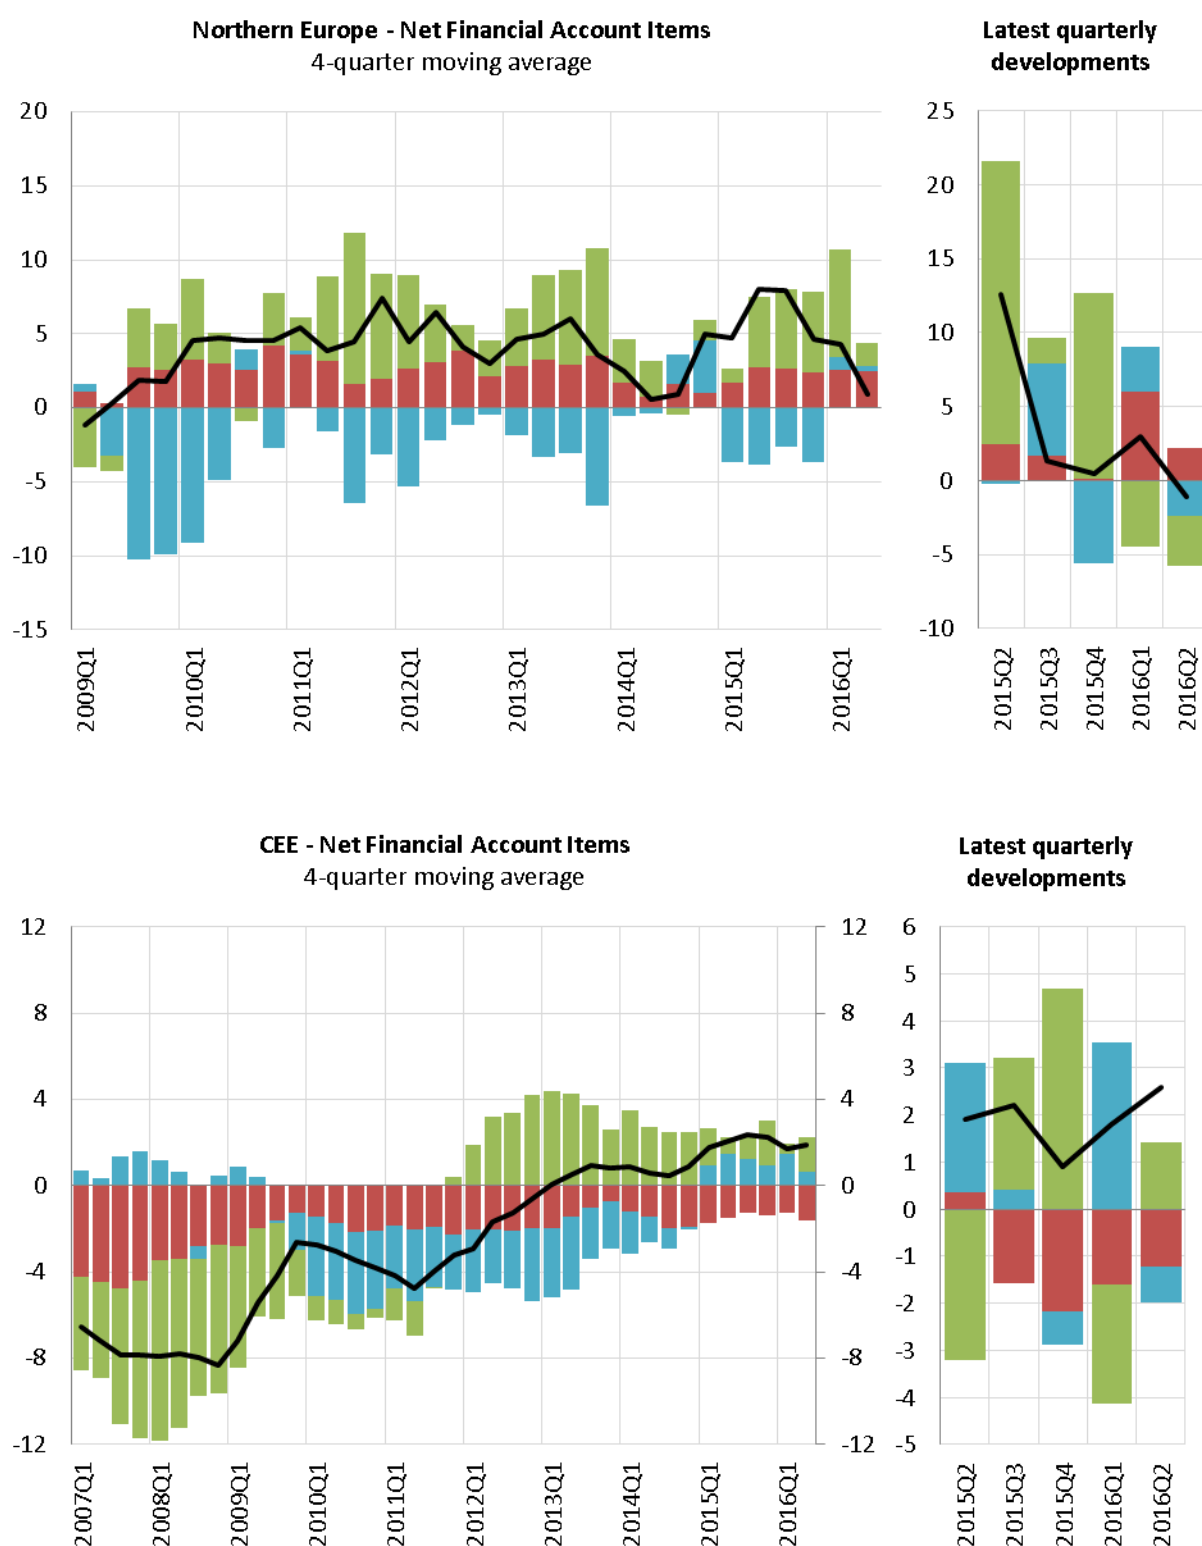 Northern Europe - Net Financial Account Items
4-quarter moving average
Latest quarterly
developments
20
15
10
5
0
-5
-10
-15
2009Q1
2010Q1
2011Q1
2012Q1
2013Q1
2014Q1
2015Q1
2016Q1
25
20
15
10
5
0
-5
-10
2015Q2
2015Q3
2015Q4
2016Q1
2016Q2
CEE - Net Financial Account Items
4-quarter moving average
Latest quarterly
developments
12
8
4
0
-4
-8
-12
12
8
4
0
-4
-8
-12
2007Q1
2008Q1
2009Q1
2010Q1
2011Q1
2012Q1
2013Q1
2014Q1
2015Q1
2016Q1
6
5
4
3
2
1
0
-1
-2
-3
-4
-5
2015Q2
2015Q3
2015Q4
2016Q1
2016Q2